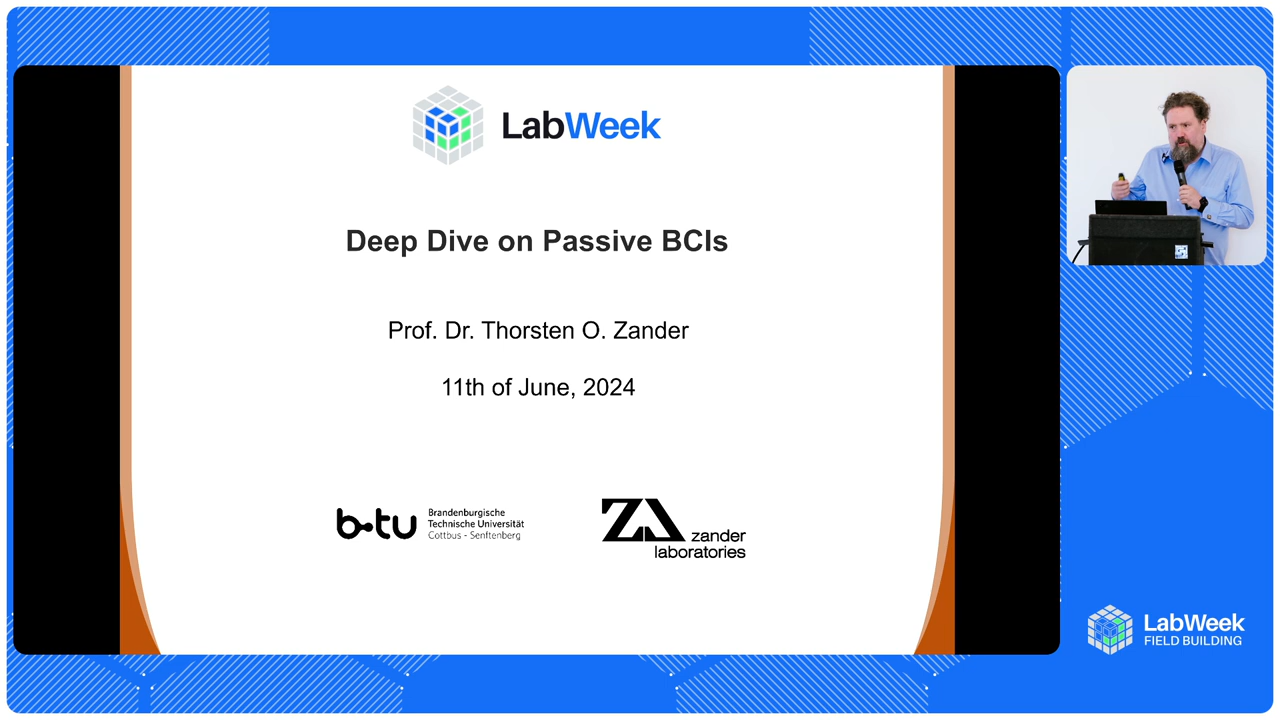 LabWeek
Deep Dive on Passive BCIs
Prof. Dr. Thorsten O. Zander
11th of June, 2024
b-tu
Brandenburgische
Technische Universität
Cottbus - Senftenberg
ZA
zander
laboratories
LabWeek
FIELD BUILDING